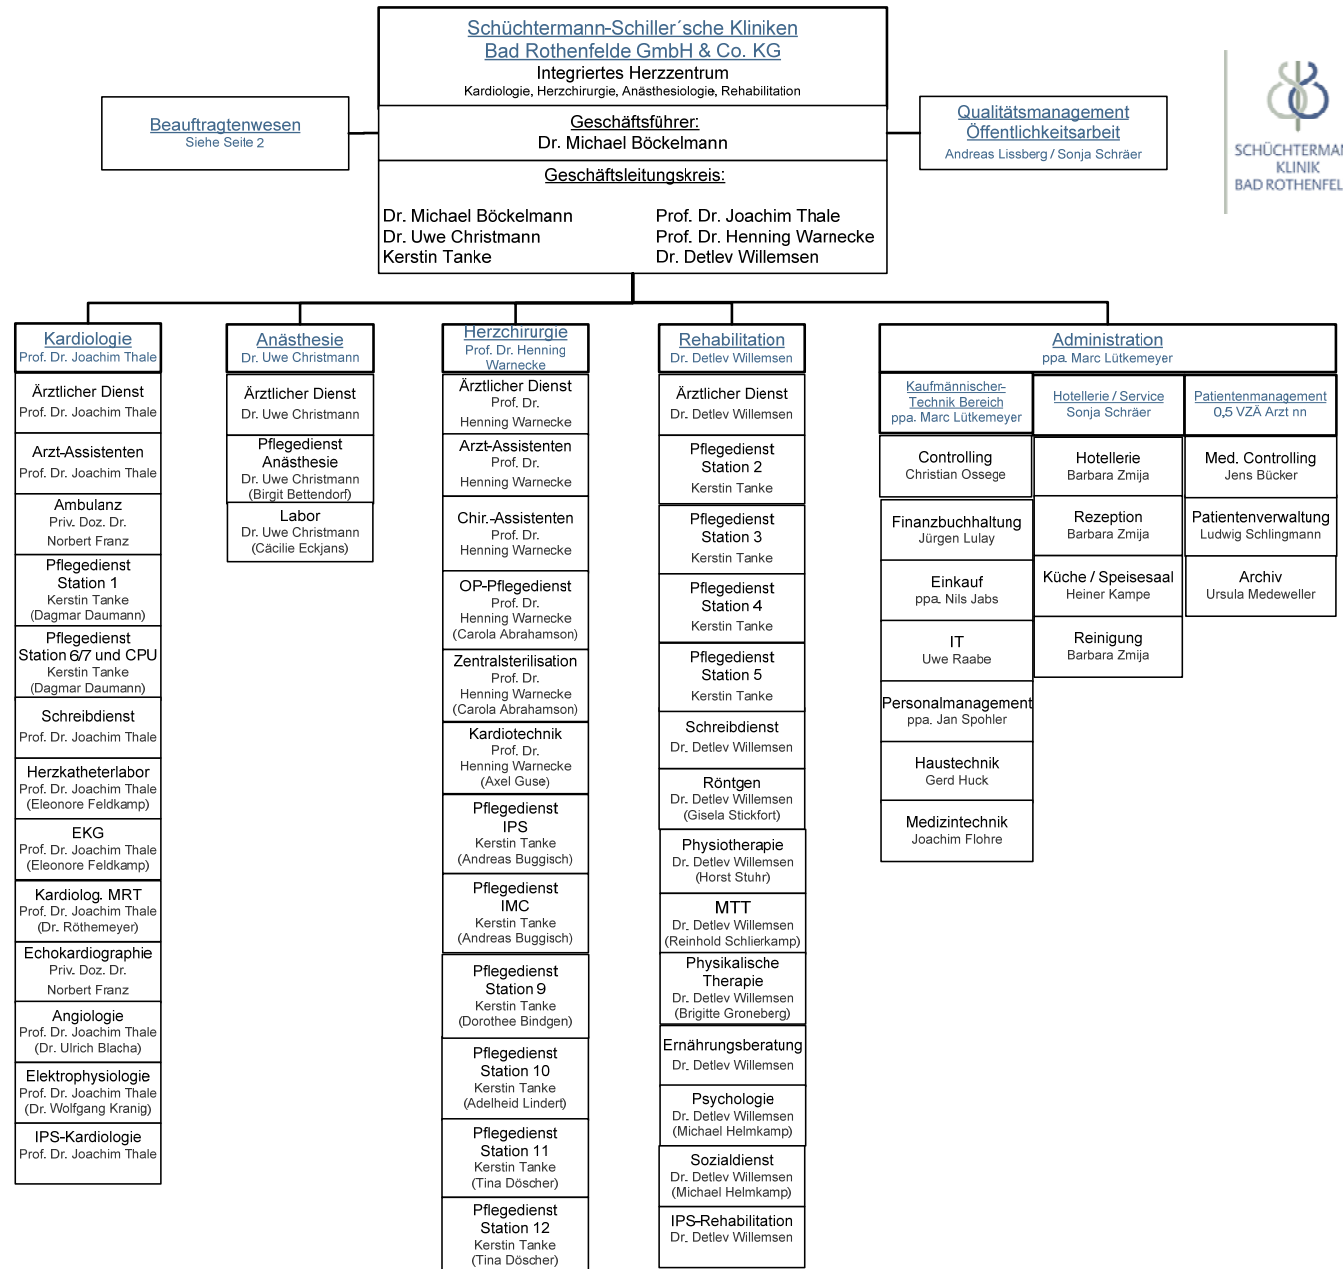 Schüchtermann-Schiller´sche Kliniken
Bad Rothenfelde GmbH & Co. KG
Integriertes Herzzentrum
Kardiologie, Herzchirurgie, Anästhesiologie, Rehabilitation
Geschäftsführer:
Dr. Michael Böckelmann
Geschäftsleitungskreis:
Dr. Michael Böckelmann
Dr. Uwe Christmann
Kerstin Tanke
Prof. Dr. Joachim Thale
Prof. Dr. Henning Warnecke
Dr. Detlev Willemsen
Beauftragtenwesen
Siehe Seite 2
Qualitätsmanagement
Öffentlichkeitsarbeit
Andreas Lissberg / Sonja Schräer
SCHÜCHTERMAN
KLINIK
BAD ROTHENFEL
Kardiologie
Prof. Dr. Joachim Thale
Ärztlicher Dienst
Prof. Dr. Joachim Thale
Arzt-Assistenten
Prof. Dr. Joachim Thale
Ambulanz
Priv. Doz. Dr.
Norbert Franz
Pflegedienst
Station 1
Kerstin Tanke
(Dagmar Daumann)
Pflegedienst
Station 6/7 und CPU
Kerstin Tanke
(Dagmar Daumann)
Schreibdienst
Prof. Dr. Joachim Thale
Herzkatheterlabor
Prof. Dr. Joachim Thale
(Eleonore Feldkamp)
EKG
Prof. Dr. Joachim Thale
(Eleonore Feldkamp)
Kardiolog. MRT
Prof. Dr. Joachim Thale
(Dr. Röthemeyer)
Echokardiographie
Priv. Doz. Dr.
Norbert Franz
Angiologie
Prof. Dr. Joachim Thale
(Dr. Ulrich Blacha)
Elektrophysiologie
Prof. Dr. Joachim Thale
(Dr. Wolfgang Kranig)
IPS-Kardiologie
Prof. Dr. Joachim Thale
Anästhesie
Dr. Uwe Christmann
Ärztlicher Dienst
Dr. Uwe Christmann
Pflegedienst
Anästhesie
Dr. Uwe Christmann
(Birgit Bettendorf)
Labor
Dr. Uwe Christmann
(Cäcilie Eckjans)
Herzchirurgie
Prof. Dr. Henning
Warnecke
Ärztlicher Dienst
Prof. Dr.
Henning Warnecke
Arzt-Assistenten
Prof. Dr.
Henning Warnecke
Chir.-Assistenten
Prof. Dr.
Henning Warnecke
OP-Pflegedienst
Prof. Dr.
Henning Warnecke
(Carola Abrahamson)
Zentralsterilisation
Prof. Dr.
Henning Warnecke
(Carola Abrahamson)
Kardiotechnik
Prof. Dr.
Henning Warnecke
(Axel Guse)
Pflegedienst
IPS
Kerstin Tanke
(Andreas Buggisch)
Pflegedienst
IMC
Kerstin Tanke
(Andreas Buggisch)
Pflegedienst
Station 9
Kerstin Tanke
(Dorothee Bindgen)
Pflegedienst
Station 10
Kerstin Tanke
(Adelheid Lindert)
Pflegedienst
Station 11
Kerstin Tanke
(Tina Döscher)
Pflegedienst
Station 12
Kerstin Tanke
(Tina Döscher)
Rehabilitation
Dr. Detlev Willemsen
Ärztlicher Dienst
Dr. Detlev Willemsen
Pflegedienst
Station 2
Kerstin Tanke
Pflegedienst
Station 3
Kerstin Tanke
Pflegedienst
Station 4
Kerstin Tanke
Pflegedienst
Station 5
Kerstin Tanke
Schreibdienst
Dr. Detlev Willemsen
Röntgen
Dr. Detlev Willemsen
(Gisela Stickfort)
Physiotherapie
Dr. Detlev Willemsen
(Horst Stuhr)
MTT
Dr. Detlev Willemsen
(Reinhold Schlierkamp)
Physikalische
Therapie
Dr. Detlev Willemsen
(Brigitte Groneberg)
Ernährungsberatung
Dr. Detlev Willemsen
Psychologie
Dr. Detlev Willemsen
(Michael Helmkamp)
Sozialdienst
Dr. Detlev Willemsen
(Michael Helmkamp)
IPS-Rehabilitation
Dr. Detlev Willemsen
Administration
ppa. Marc Lütkemeyer
Kaufmännischer-
Technik Bereich
ppa. Marc Lütkemeyer
Controlling
Christian Ossege
Finanzbuchhaltung
Jürgen Lulay
Einkauf
ppa. Nils Jabs
IT
Uwe Raabe
Personalmanagement
ppa. Jan Spohler
Haustechnik
Gerd Huck
Medizintechnik
Joachim Flohre
Hotellerie / Service
Sonja Schräer
Hotellerie
Barbara Zmija
Rezeption
Barbara Zmija
Küche / Speisesaal
Heiner Kampe
Reinigung
Barbara Zmija
Patientenmanagement
0,5 VZÄ Arzt nn
Med. Controlling
Jens Bücker
Patientenverwaltung
Ludwig Schlingmann
Archiv
Ursula Medeweller